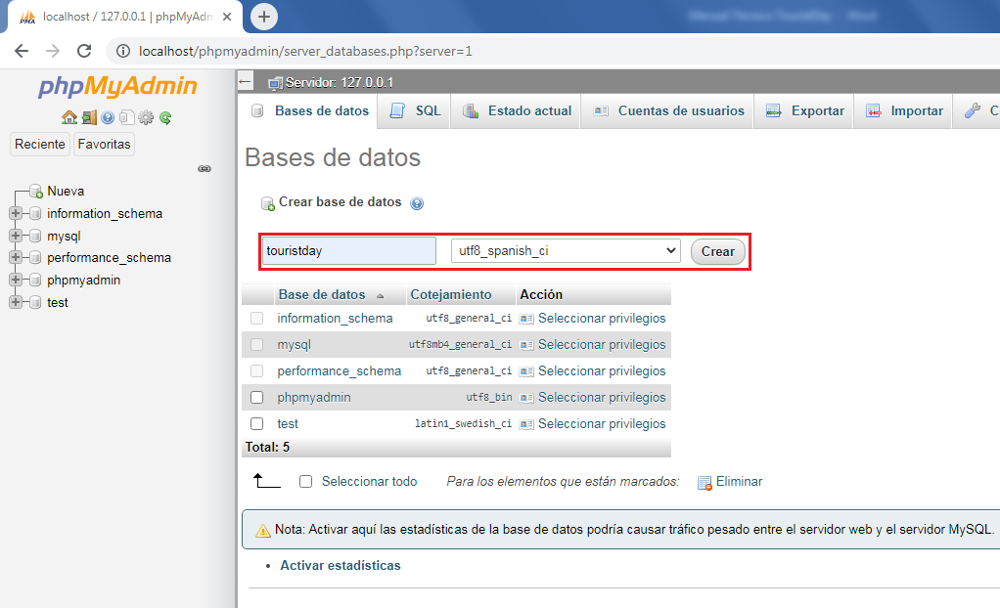 localhost / 127.0.0.1 | phpMyAdm
Manual Técnico TouristDay - Word
localhost/phpmyadmin/server_databases.php?server=1
phpMyAdmin
Reciente
Favoritas
Nueva
information_schema
mysql
performance_schema
phpmyadmin
test
Servidor: 127.0.0.1
Bases de datos
SQL
Estado actual
Cuentas de usuarios
Exportar
Importar
C
Bases de datos
Crear base de datos
touristday
utf8_spanish_ci
Crear
Base de datos Cotejamiento Acción
information_schema utf8_general_ci Seleccionar privilegios
mysql utf8mb4_general_ci Seleccionar privilegios
performance_schema utf8_general_ci Seleccionar privilegios
phpmyadmin utf8_bin Seleccionar privilegios
test latin1_swedish_ci Seleccionar privilegios
Total: 5
Seleccionar todo Para los elementos que están marcados: Eliminar
Nota: Activar aquí las estadísticas de la base de datos podría causar tráfico pesado entre el servidor web y el servidor MySQL.
Activar estadísticas